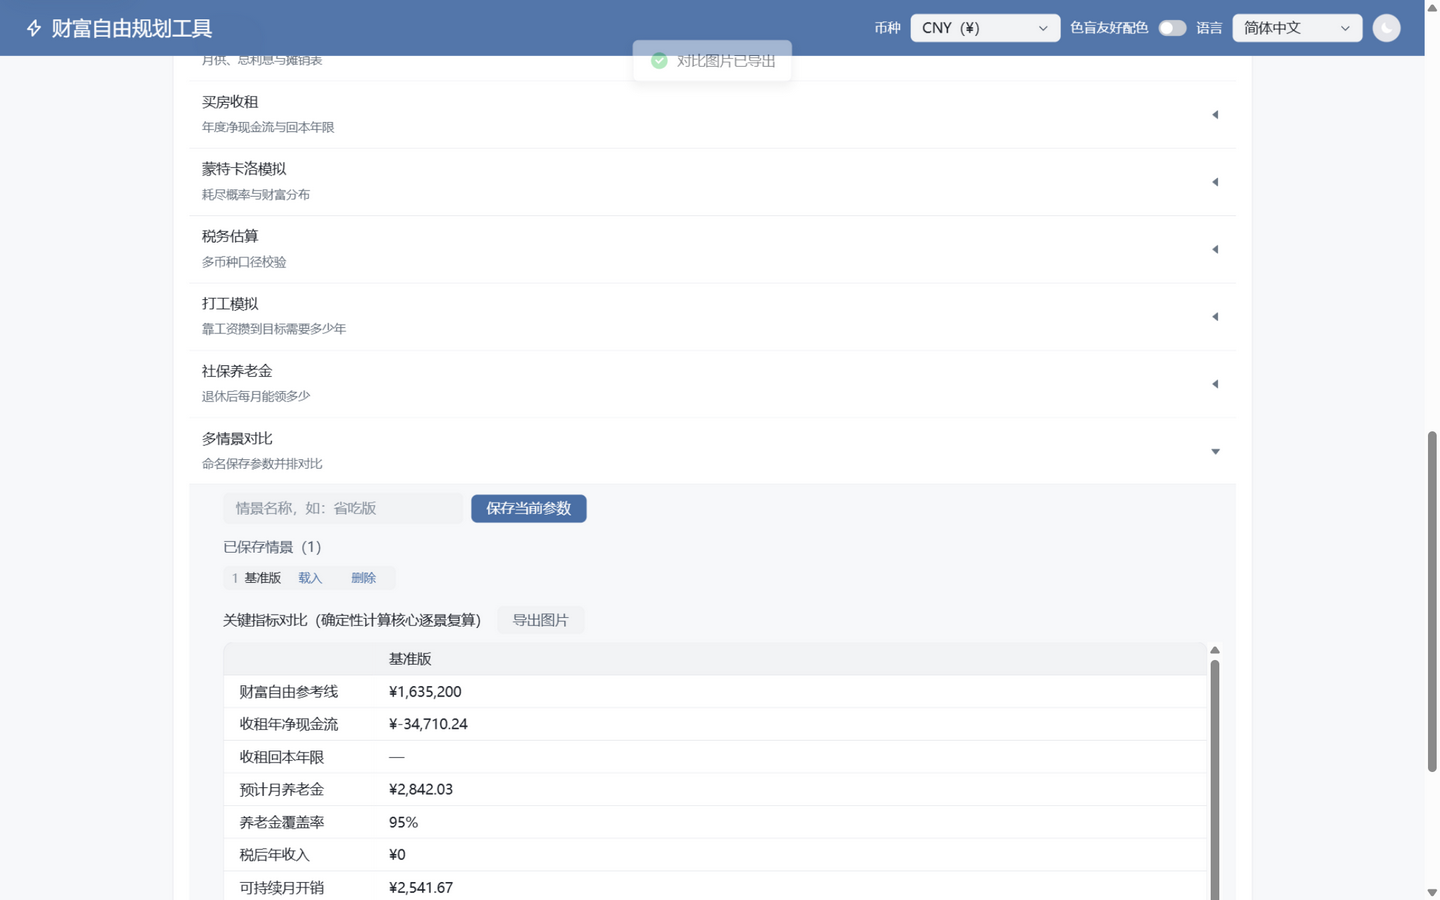 财富自由规划工具
币种
CNY (¥)
色盲友好配色
语言
简体中文
对比图片已导出
月供、总利息与摊销表
买房收租
年度净现金流与回本年限
蒙特卡洛模拟
耗尽概率与财富分布
税务估算
多币种口径校验
打工模拟
靠工资攒到目标需要多少年
社保养老金
退休后每月能领多少
多情景对比
命名保存参数并排对比
情景名称，如：省吃版
保存当前参数
已保存情景（1）
1 基准版 载入 删除
关键指标对比（确定性计算核心逐景复算）
导出图片
基准版
财富自由参考线 ¥1,635,200
收租年净现金流 ¥-34,710.24
收租回本年限 —
预计月养老金 ¥2,842.03
养老金覆盖率 95%
税后年收入 ¥0
可持续月开销 ¥2,541.67